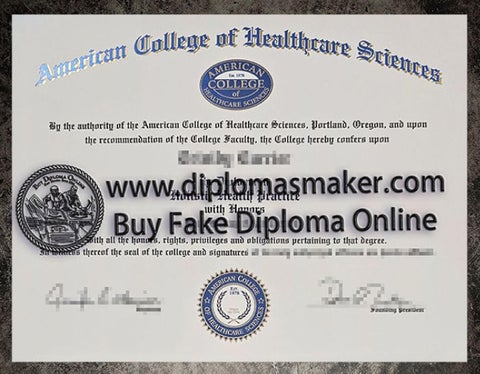 American College of Healthcare Sciences
AMERICAN
Est. 1978
COLLEGE
of
HEALTHCARE SCIENCES
By the authority of the American College of Healthcare Sciences, Portland, Oregon, and upon
the recommendation of the College Faculty, the College hereby confers upon
Buy Diploma Online
www.diplomasmaker.com
Holistic Health Practice
with Honors
Buy Fake Diploma Online
With all the honors, rights, privileges and obligations pertaining to that degree.
In witness thereof the seal of the college and signatures
AMERICAN COLLEGE
Est.
1978
OF HEALTHCARE SCIENCES
Founding President